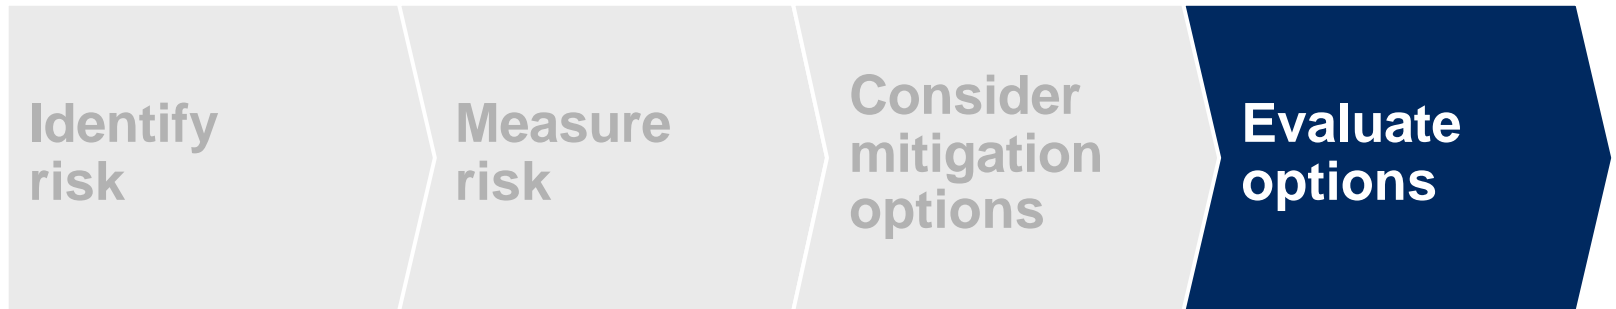 Identify
risk
Measure
risk
Consider
mitigation
options
Evaluate
options